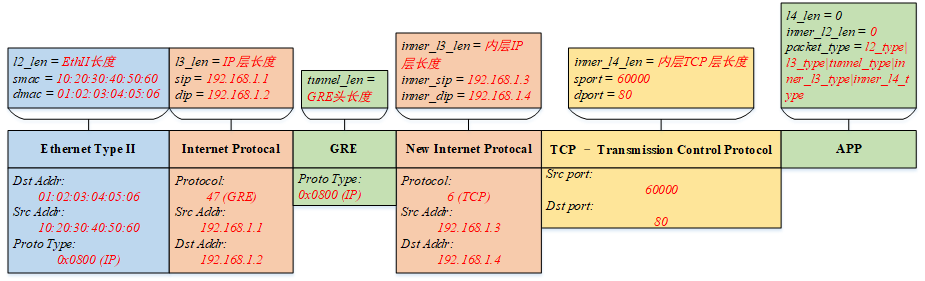 l2_len = EthII长度
smac = 10:20:30:40:50:60
dmac = 01:02:03:04:05:06
l3_len = IP层长度
sip = 192.168.1.1
dip = 192.168.1.2
tunnel_len =
GRE头长度
inner_l3_len = 内层IP
层长度
inner_sip = 192.168.1.3
inner_dip = 192.168.1.4
inner_l4_len = 内层TCP层长度
sport = 60000
dport = 80
l4_len = 0
inner_l2_len = 0
packet_type = l2_type|
l3_type|tunnel_type|in
ner_l3_type|inner_l4_t
ype
Ethernet Type II
Internet Protocal
GRE
New Internet Protocal
TCP − Transmission Control Protocol
APP
Dst Addr:
01:02:03:04:05:06
Src Addr:
10:20:30:40:50:60
Proto Type:
0x0800 (IP)
Protocol:
47 (GRE)
Src Addr:
192.168.1.1
Dst Addr:
192.168.1.2
Proto Type:
0x0800 (IP)
Protocol:
6 (TCP)
Src Addr:
192.168.1.3
Dst Addr:
192.168.1.4
Src port:
60000
Dst port:
80